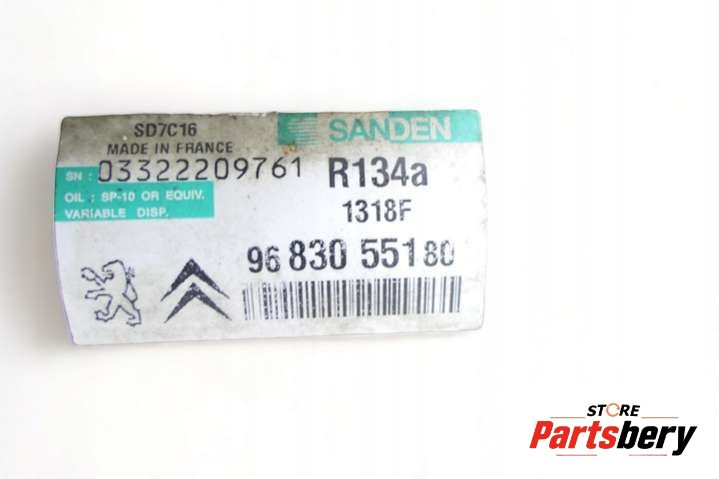 SD7C16
MADE IN FRANCE
SANDEN
SN : 03322209761
R134a
OIL : SP-10 OR EQUIV.
VARIABLE DISP.
1318F
96 830 551 80
STORE
Partsbery